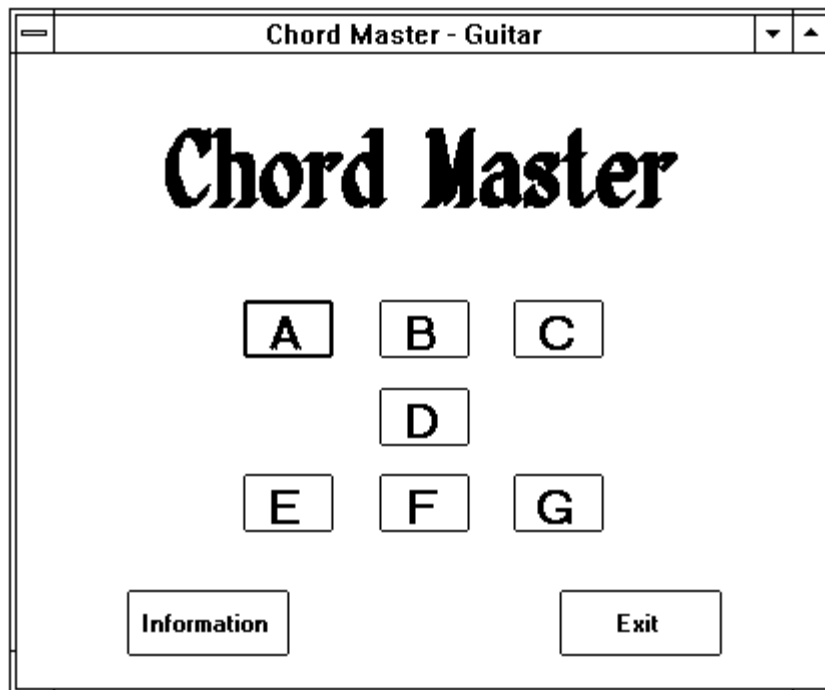 Chord Master - Guitar
Chord Master
A B C
D
E F G
Information Exit